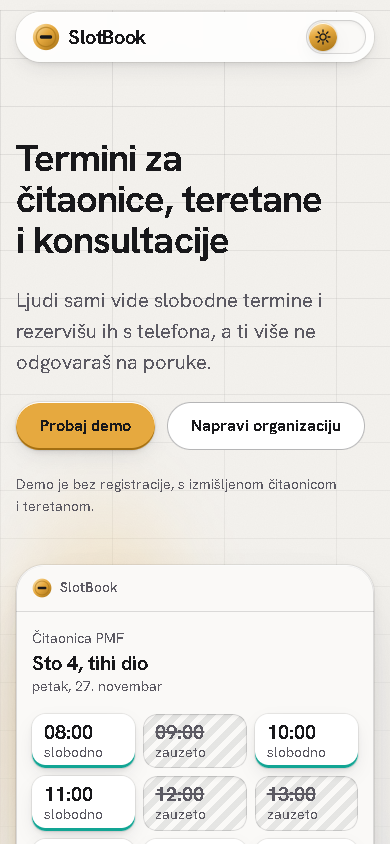 SlotBook
Termini za
čitaonice, teretane
i konsultacije
Ljudi sami vide slobodne termine i
rezervišu ih s telefona, a ti više ne
odgovaraš na poruke.
Probaj demo
Napravi organizaciju
Demo je bez registracije, s izmišljenom čitaonicom
i teretanom.
SlotBook
Čitaonica PMF
Sto 4, tihi dio
petak, 27. novembar
08:00 09:00 10:00
slobodno zauzeto slobodno
11:00 12:00 13:00
slobodno zauzeto zauzeto